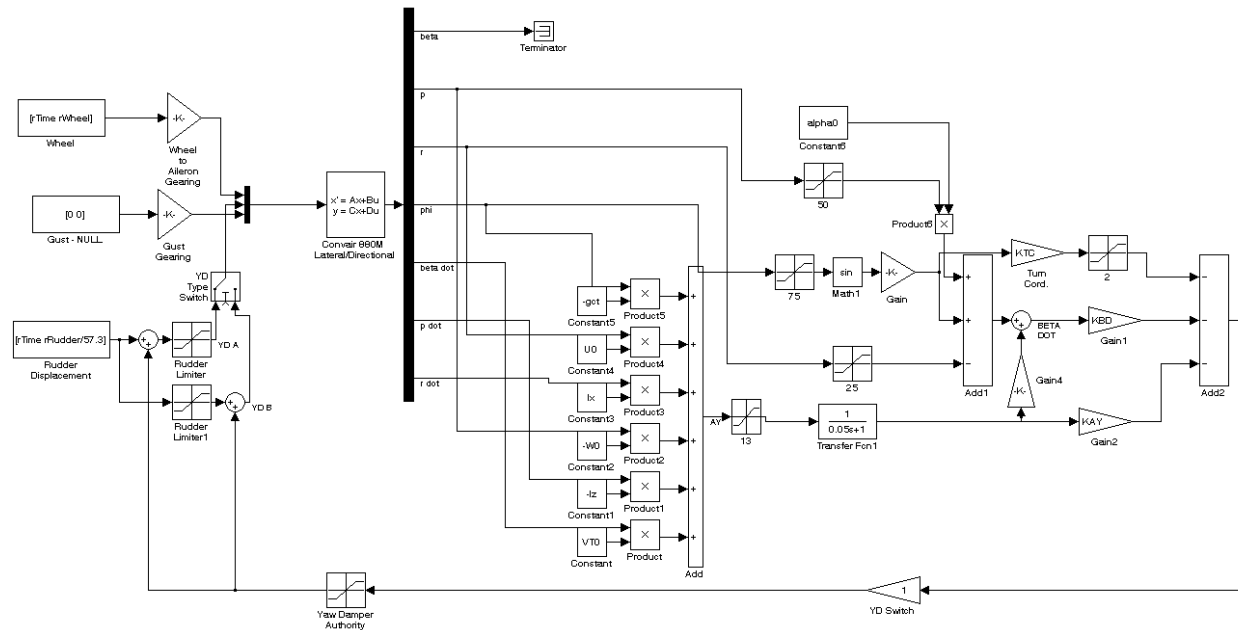 beta
Terminator
p
[rTime rWheel]
Wheel
-K-
Wheel
to
Aileron
Gearing
alpha0
Constant6
r
50
[0 0]
Gust - NULL
-K-
Gust
Gearing
x' = Ax+Bu
y = Cx+Du
Convair 880M
Lateral/Directional
phi
Product6
×
YD
Type
Switch
beta dot
75
sin
Math1
-K-
Gain
KTC
Turn
Cord.
2
-gct
Constant5
×
Product5
+
+
−
[rTime rRudder/57.3]
Rudder
Displacement
+
+
Rudder
Limiter
YD A
p dot
U0
Constant4
×
Product4
+
+
+
+
BETA
DOT
KBD
Gain1
−
r dot
Ix
Constant3
×
Product3
+
25
−
Add1
-K-
Gain4
−
Add2
Rudder
Limiter1
+
+
YD B
-W0
Constant2
×
Product2
+
AY
13
1
0.05s+1
Transfer Fcn1
KAY
Gain2
-Iz
Constant1
×
Product1
+
VT0
Constant
×
Product
+
Add
Yaw Damper
Authority
1
YD Switch